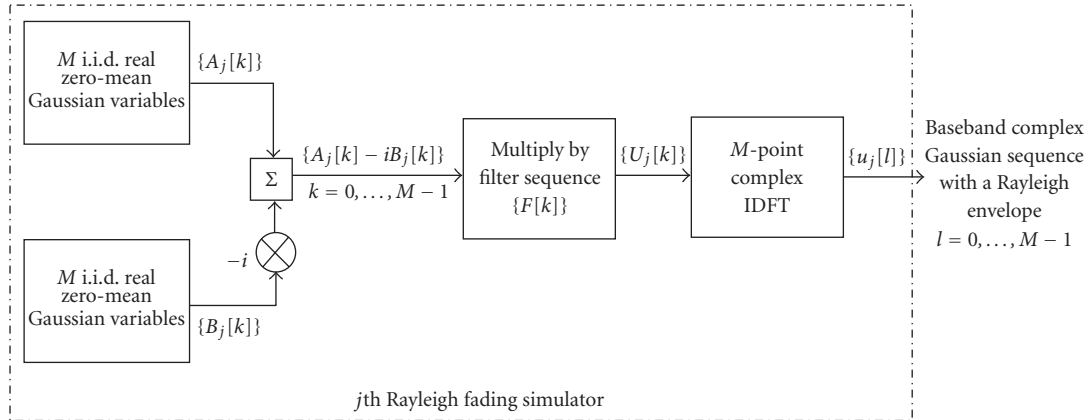 M i.i.d. real
zero-mean
Gaussian variables
{A_j[k]}
Σ
{A_j[k] − iB_j[k]}
k = 0, . . . , M − 1
−i
M i.i.d. real
zero-mean
Gaussian variables
{B_j[k]}
Multiply by
filter sequence
{F[k]}
{U_j[k]}
M-point
complex
IDFT
{u_j[l]}
Baseband complex
Gaussian sequence
with a Rayleigh
envelope
l = 0, . . . , M − 1
jth Rayleigh fading simulator